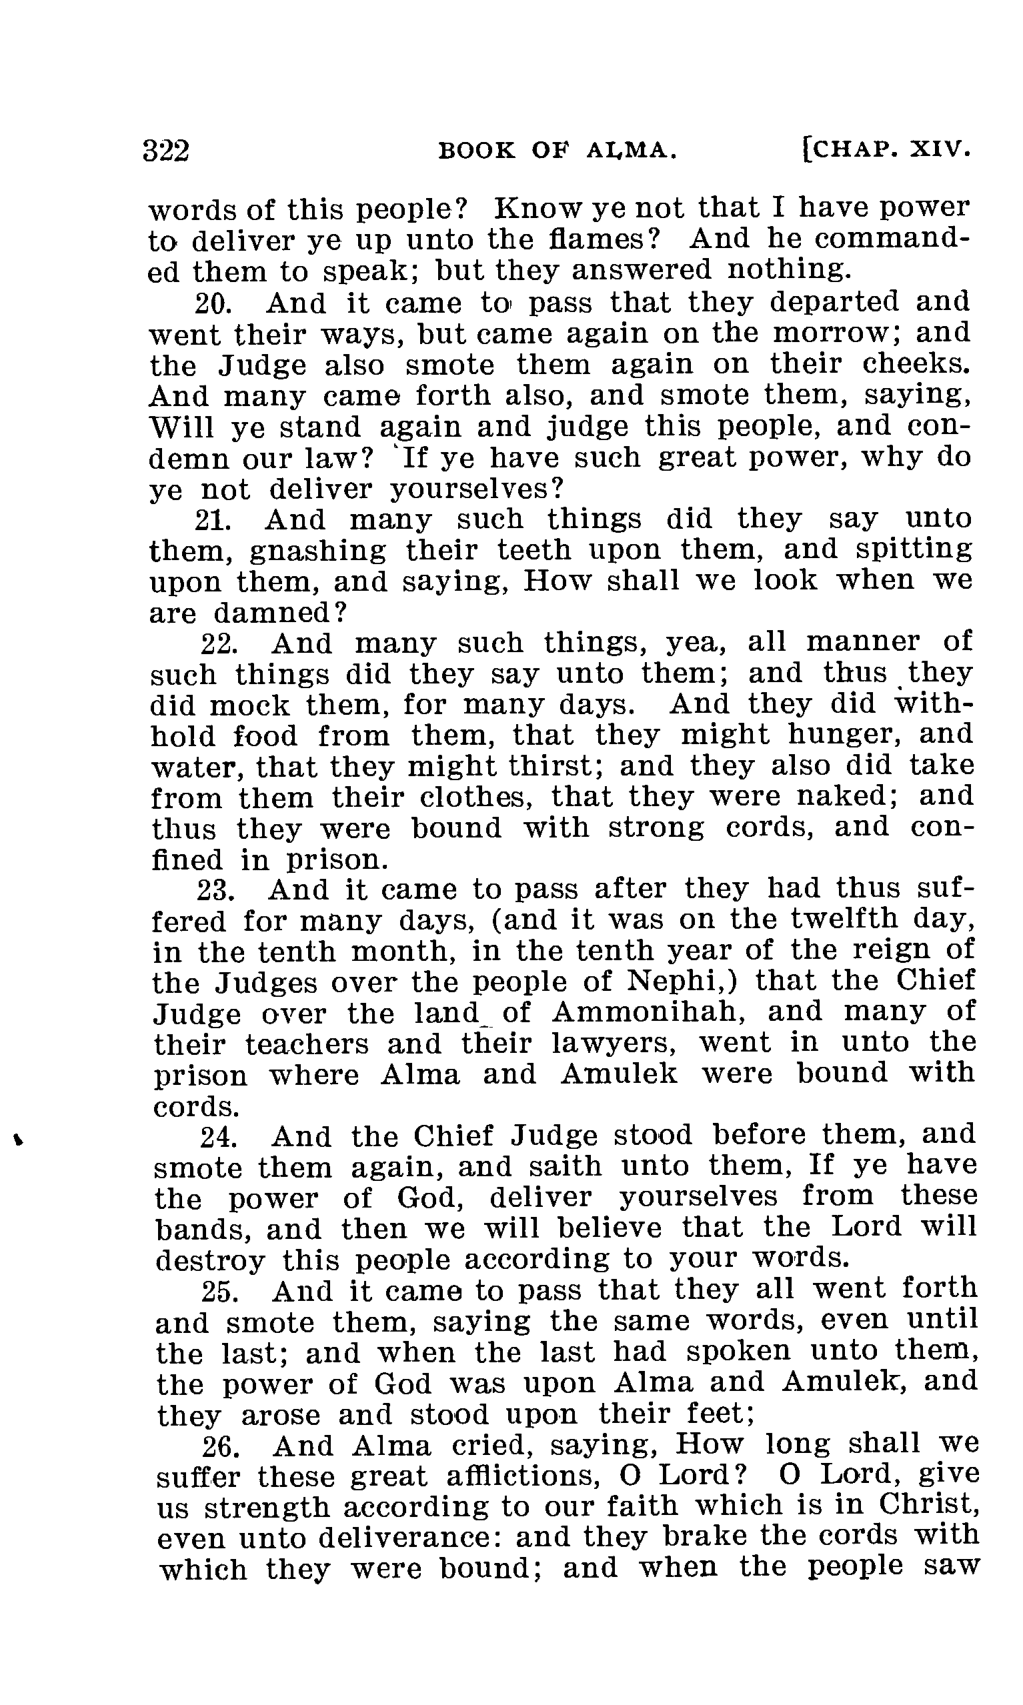 322 BOOK OF ALMA. [CHAP. XIV.
words of this people? Know ye not that I have power
to deliver ye up unto the flames? And he command-
ed them to speak; but they answered nothing.
20. And it came to pass that they departed and
went their ways, but came again on the morrow; and
the Judge also smote them again on their cheeks.
And many came forth also, and smote them, saying,
Will ye stand again and judge this people, and con-
demn our law? If ye have such great power, why do
ye not deliver yourselves?
21. And many such things did they say unto
them, gnashing their teeth upon them, and spitting
upon them, and saying, How shall we look when we
are damned?
22. And many such things, yea, all manner of
such things did they say unto them; and thus they
did mock them, for many days. And they did with-
hold food from them, that they might hunger, and
water, that they might thirst; and they also did take
from them their clothes, that they were naked; and
thus they were bound with strong cords, and con-
fined in prison.
23. And it came to pass after they had thus suf-
fered for many days, (and it was on the twelfth day,
in the tenth month, in the tenth year of the reign of
the Judges over the people of Nephi,) that the Chief
Judge over the land of Ammonihah, and many of
their teachers and their lawyers, went in unto the
prison where Alma and Amulek were bound with
cords.
24. And the Chief Judge stood before them, and
smote them again, and saith unto them, If ye have
the power of God, deliver yourselves from these
bands, and then we will believe that the Lord will
destroy this people according to your words.
25. And it came to pass that they all went forth
and smote them, saying the same words, even until
the last; and when the last had spoken unto them,
the power of God was upon Alma and Amulek, and
they arose and stood upon their feet;
26. And Alma cried, saying, How long shall we
suffer these great afflictions, O Lord? O Lord, give
us strength according to our faith which is in Christ,
even unto deliverance: and they brake the cords with
which they were bound; and when the people saw